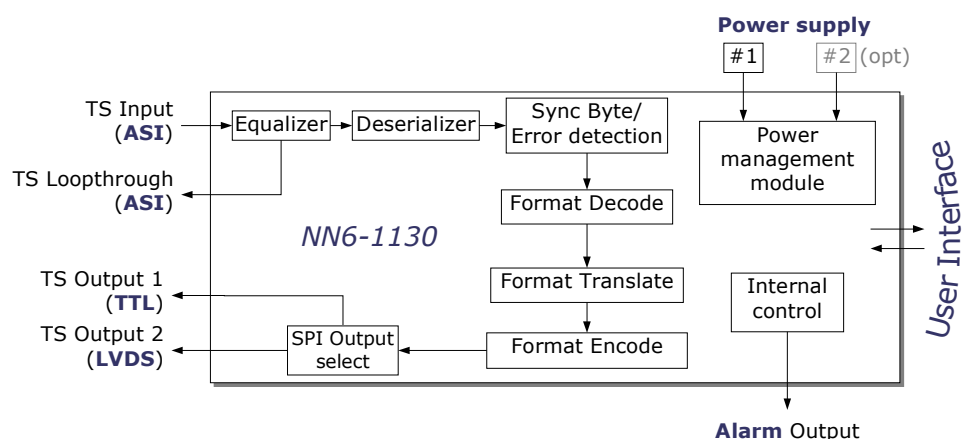 Power supply
#1
#2 (opt)
TS Input
(ASI)
Equalizer
Deserializer
Sync Byte/
Error detection
Power
management
module
TS Loopthrough
(ASI)
Format Decode
NN6-1130
User Interface
TS Output 1
(TTL)
Format Translate
Internal
control
TS Output 2
(LVDS)
SPI Output
select
Format Encode
Alarm Output